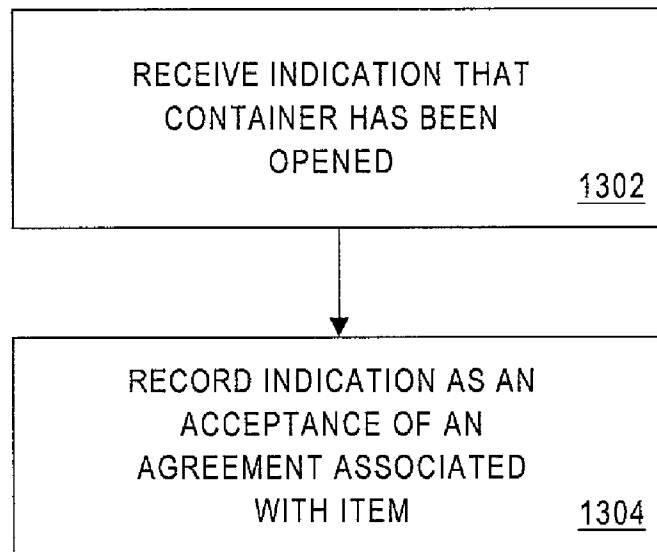 RECEIVE INDICATION THAT
CONTAINER HAS BEEN
OPENED
1302
RECORD INDICATION AS AN
ACCEPTANCE OF AN
AGREEMENT ASSOCIATED
WITH ITEM
1304